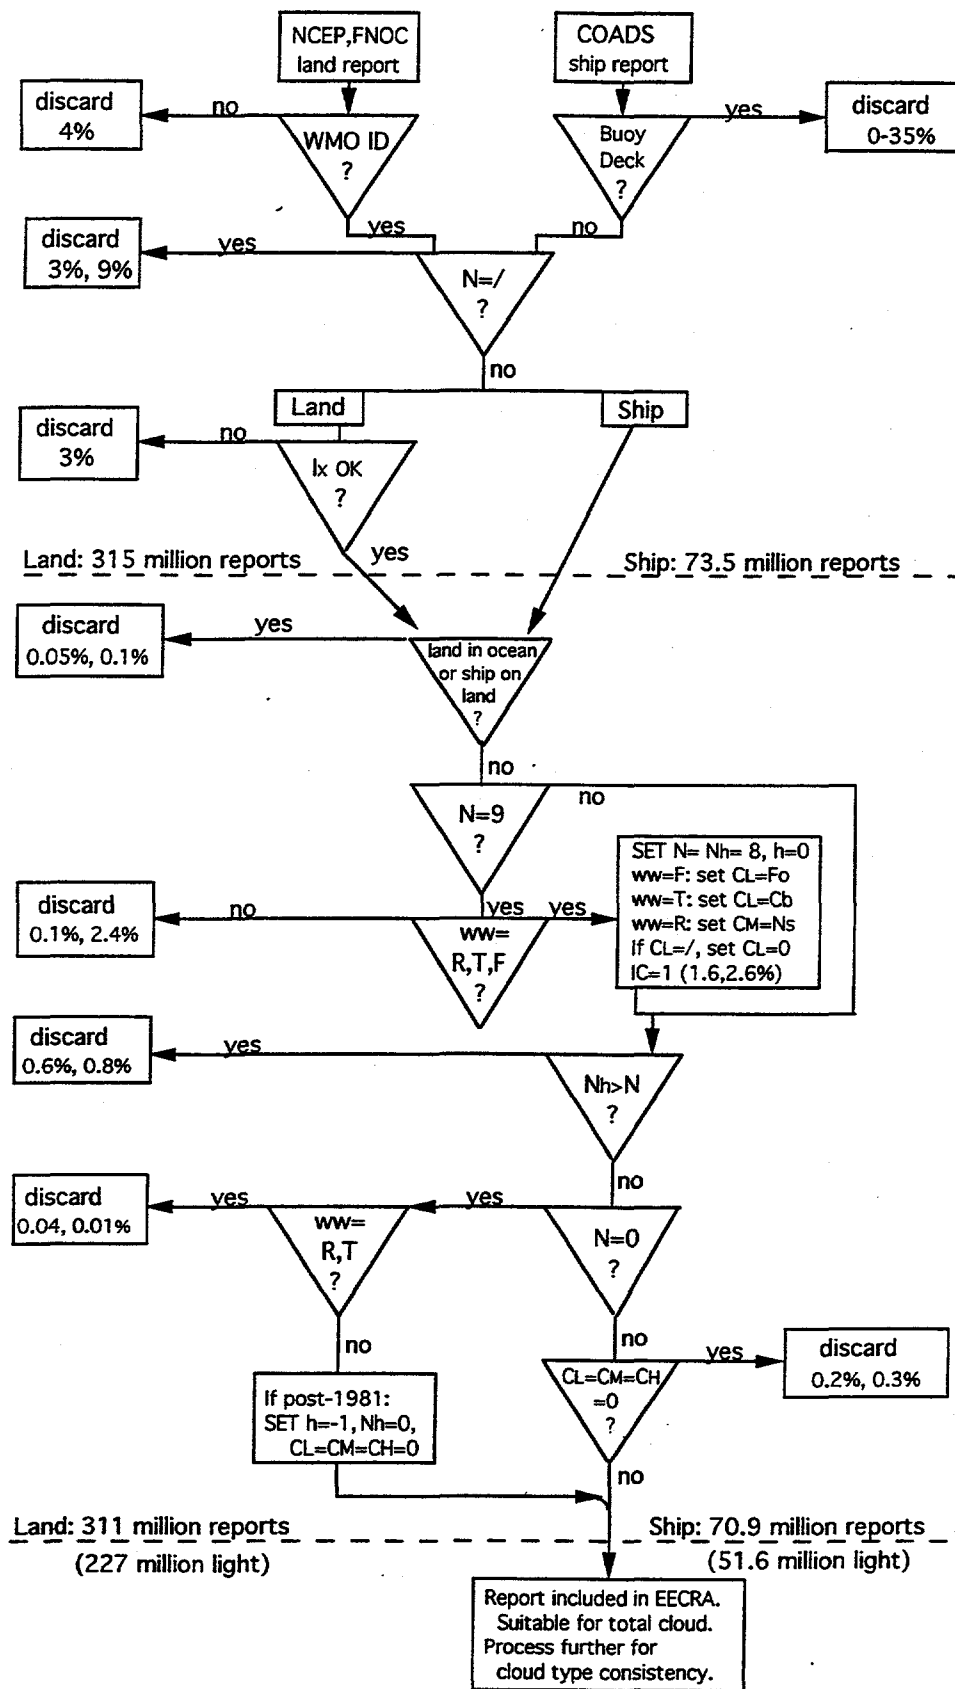 NCEP,FNOC
land report
COADS
ship report
discard
4%
no
WMO ID
?
Buoy
Deck
?
yes
discard
0-35%
yes
no
discard
3%, 9%
yes
N=/
?
no
Land
Ship
discard
3%
no
Ix OK
?
yes
Land: 315 million reports
Ship: 73.5 million reports
discard
0.05%, 0.1%
yes
land in ocean
or ship on
land
?
no
N=9
?
no
SET N= Nh= 8, h=0
ww=F: set CL=Fo
ww=T: set CL=Cb
ww=R: set CM=Ns
If CL=/, set CL=0
IC=1 (1.6,2.6%)
discard
0.1%, 2.4%
no
yes
yes
ww=
R,T,F
?
discard
0.6%, 0.8%
yes
Nh>N
?
no
discard
0.04, 0.01%
yes
ww=
R,T
?
yes
N=0
?
no
no
If post-1981:
SET h=-1, Nh=0,
CL=CM=CH=0
CL=CM=CH
=0
?
yes
discard
0.2%, 0.3%
no
Land: 311 million reports
(227 million light)
Ship: 70.9 million reports
(51.6 million light)
Report included in EECRA.
Suitable for total cloud.
Process further for
cloud type consistency.